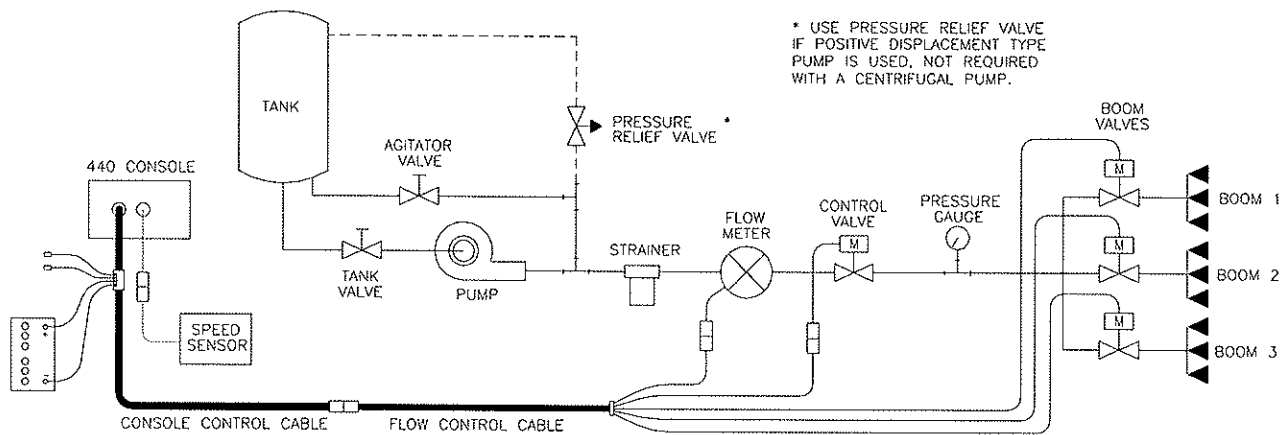 * USE PRESSURE RELIEF VALVE
IF POSITIVE DISPLACEMENT TYPE
PUMP IS USED, NOT REQUIRED
WITH A CENTRIFUGAL PUMP.
TANK
PRESSURE *
RELIEF VALVE
BOOM
VALVES
AGITATOR
VALVE
440 CONSOLE
M
BOOM 1
FLOW
METER
CONTROL
VALVE
PRESSURE
GAUGE
STRAINER
M
M
BOOM 2
TANK
VALVE
PUMP
SPEED
SENSOR
M
BOOM 3
+
-
CONSOLE CONTROL CABLE
FLOW CONTROL CABLE